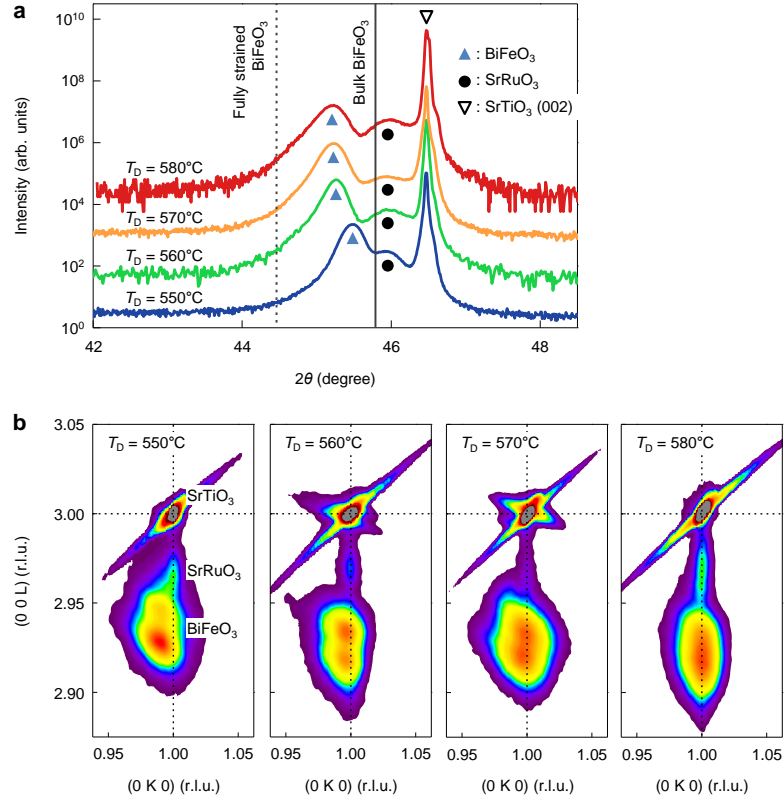 a
10¹⁰
10⁸
10⁶
10⁴
10²
10⁰
Intensity (arb. units)
Fully strained
BiFeO₃
Bulk BiFeO₃
▲ : BiFeO₃
● : SrRuO₃
▽ : SrTiO₃ (002)
T_D = 580°C
T_D = 570°C
T_D = 560°C
T_D = 550°C
42 44 46 48
2θ (degree)
b
3.05
3.00
2.95
2.90
(0 0 L) (r.l.u.)
T_D = 550°C
SrTiO₃
SrRuO₃
BiFeO₃
T_D = 560°C
T_D = 570°C
T_D = 580°C
0.95 1.00 1.05
0.95 1.00 1.05
0.95 1.00 1.05
0.95 1.00 1.05
(0 K 0) (r.l.u.)
(0 K 0) (r.l.u.)
(0 K 0) (r.l.u.)
(0 K 0) (r.l.u.)